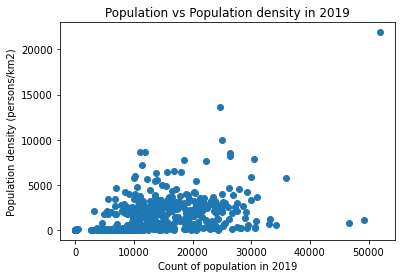 Population vs Population density in 2019
Population density (persons/km2)
20000
15000
10000
5000
0
0 10000 20000 30000 40000 50000
Count of population in 2019